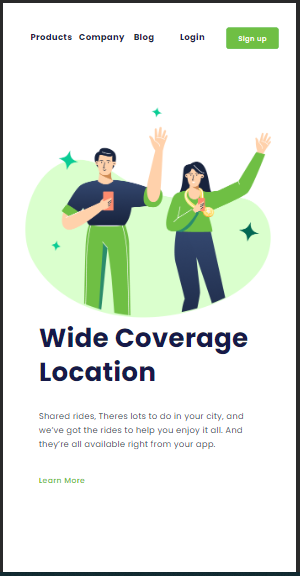 Products Company Blog Login Sign up
Wide Coverage
Location
Shared rides, Theres lots to do in your city, and
we've got the rides to help you enjoy it all. And
they're all available right from your app.
Learn More